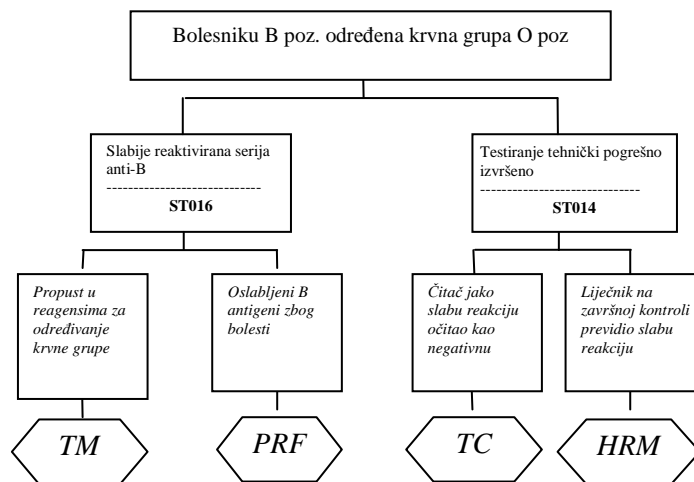 Bolesniku B poz. određena krvna grupa O poz
Slabije reaktivirana serija
anti-B
-----------------------------
ST016
Testiranje tehnički pogrešno
izvršeno
------------------------------
ST014
Propust u
reagensima za
određivanje
krvne grupe
Oslabljeni B
antigeni zbog
bolesti
Čitač jako
slabu reakciju
očitao kao
negativnu
Liječnik na
završnoj kontroli
previdio slabu
reakciju
TM
PRF
TC
HRM